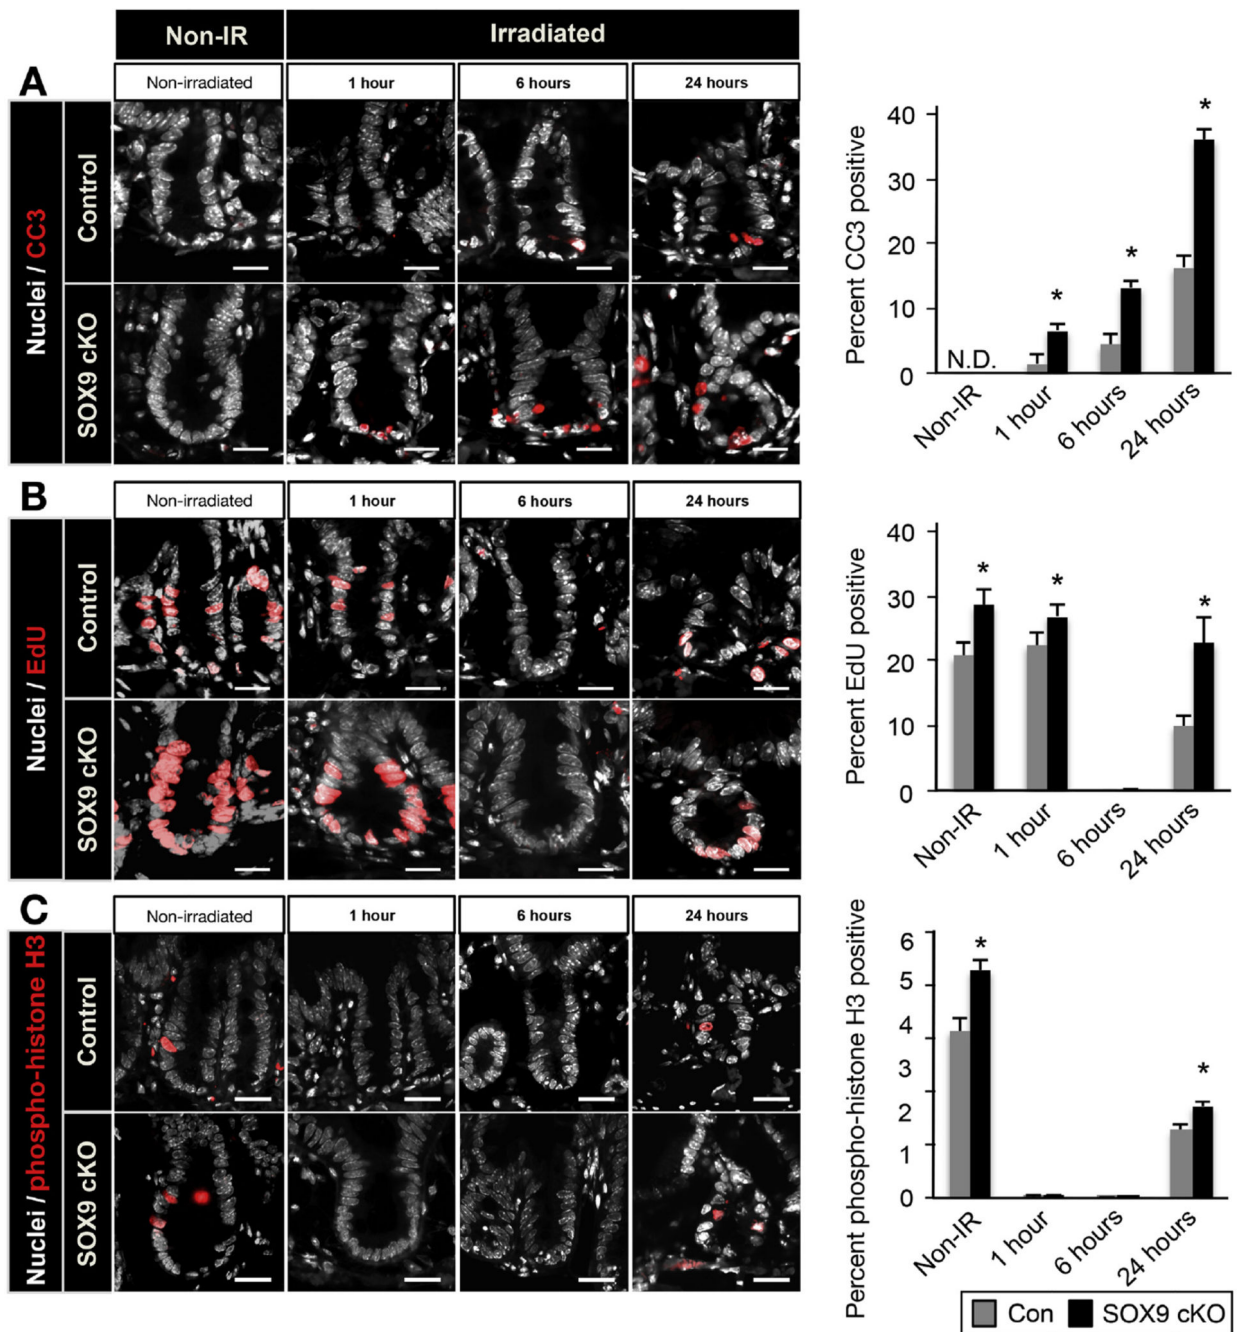 Non-IR Irradiated
A
Non-irradiated 1 hour 6 hours 24 hours
Nuclei / CC3
Control
SOX9 cKO
Percent CC3 positive
40
30
20
10
0
N.D.
* * *
Non-IR 1 hour 6 hours 24 hours
B
Non-irradiated 1 hour 6 hours 24 hours
Nuclei / EdU
Control
SOX9 cKO
Percent EdU positive
40
30
20
10
0
* * *
Non-IR 1 hour 6 hours 24 hours
C
Non-irradiated 1 hour 6 hours 24 hours
Nuclei / phospho-histone H3
Control
SOX9 cKO
Percent phospho-histone H3 positive
6
5
4
3
2
1
0
* *
Non-IR 1 hour 6 hours 24 hours
Con SOX9 cKO